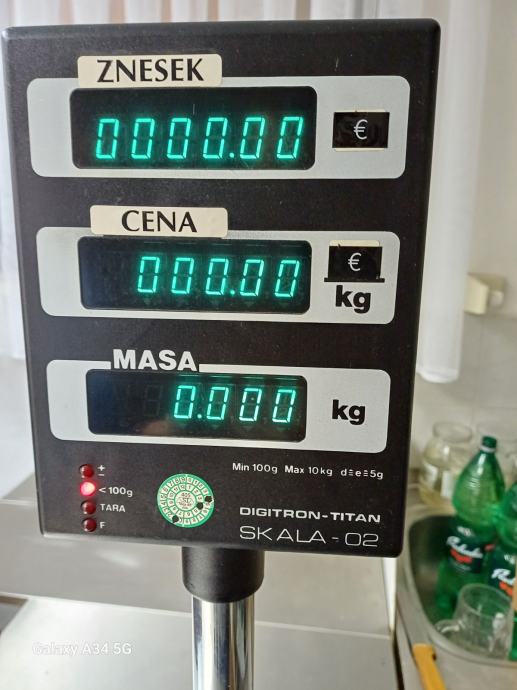 ZNESEK
0000.00
€
CENA
000.00
€
kg
MASA
0.000
kg
Min 100g Max 10kg d=e=5g
+
−
< 100g
TARA
F
DIGITRON-TITAN
SKALA-02
Galaxy A34 5G